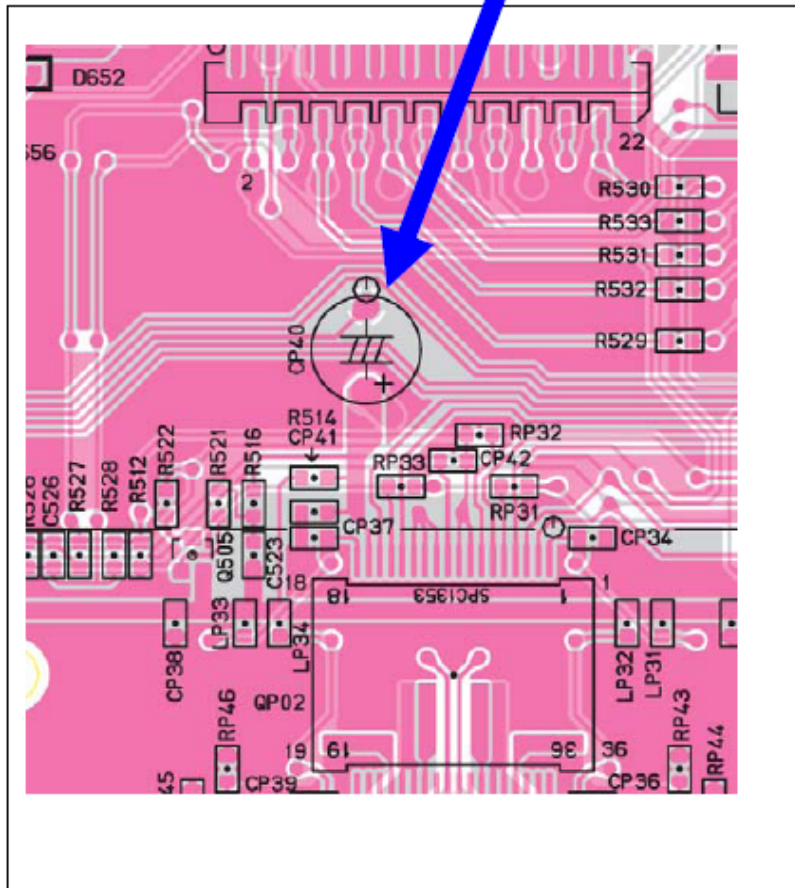 D652
656
22
2
R530
R533
R531
R532
R529
CP40
+
R514
CP41
RP32
CP42
RP33
RP31
R522
R521
R516
R526
C526
R527
R528
R512
CP37
CP34
Q505
C523
18
18
SPC1353
1
1
CP38
LP33
LP34
LP32
LP31
QP02
RP46
19
19
36
36
RP43
RP44
45
CP39
CP36